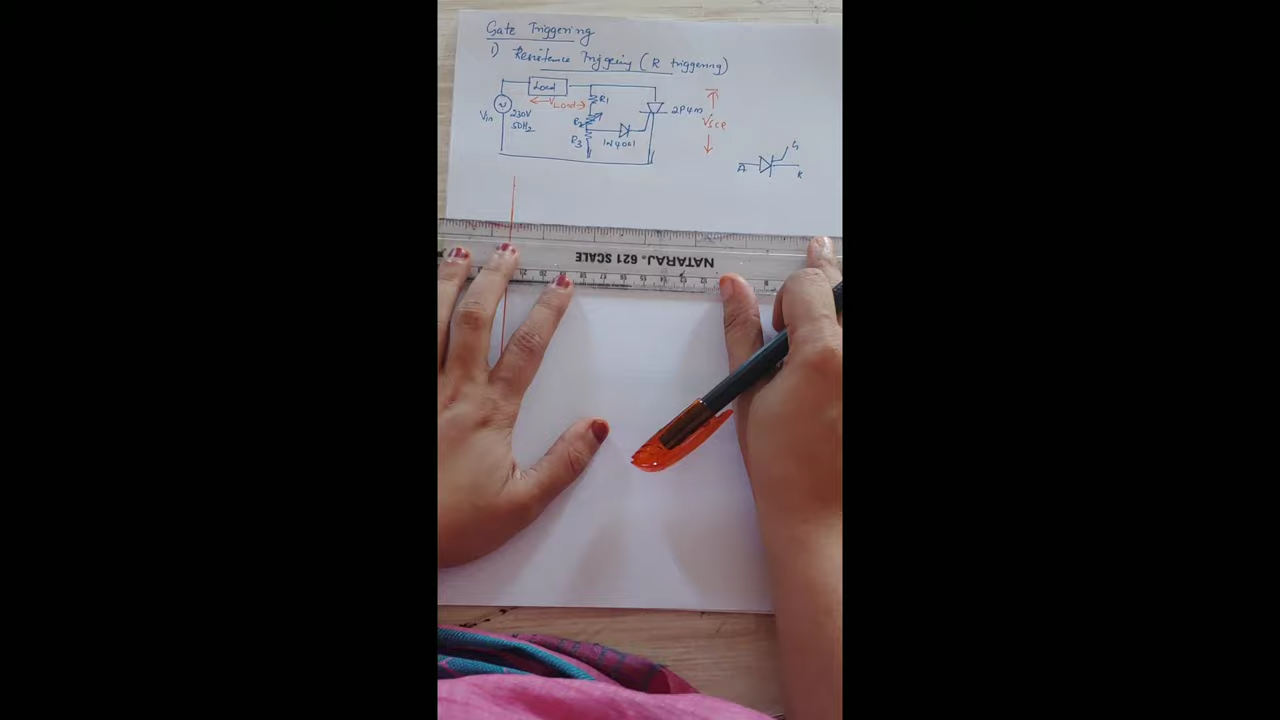 Gate Triggering
1) Resistence Triggering (R triggering)
Load
VLoad
R1
2P4M
Vin
230V
50Hz
R2
VSCR
R3
1N4001
G
A
K
NATARAJ. 621 SCALE